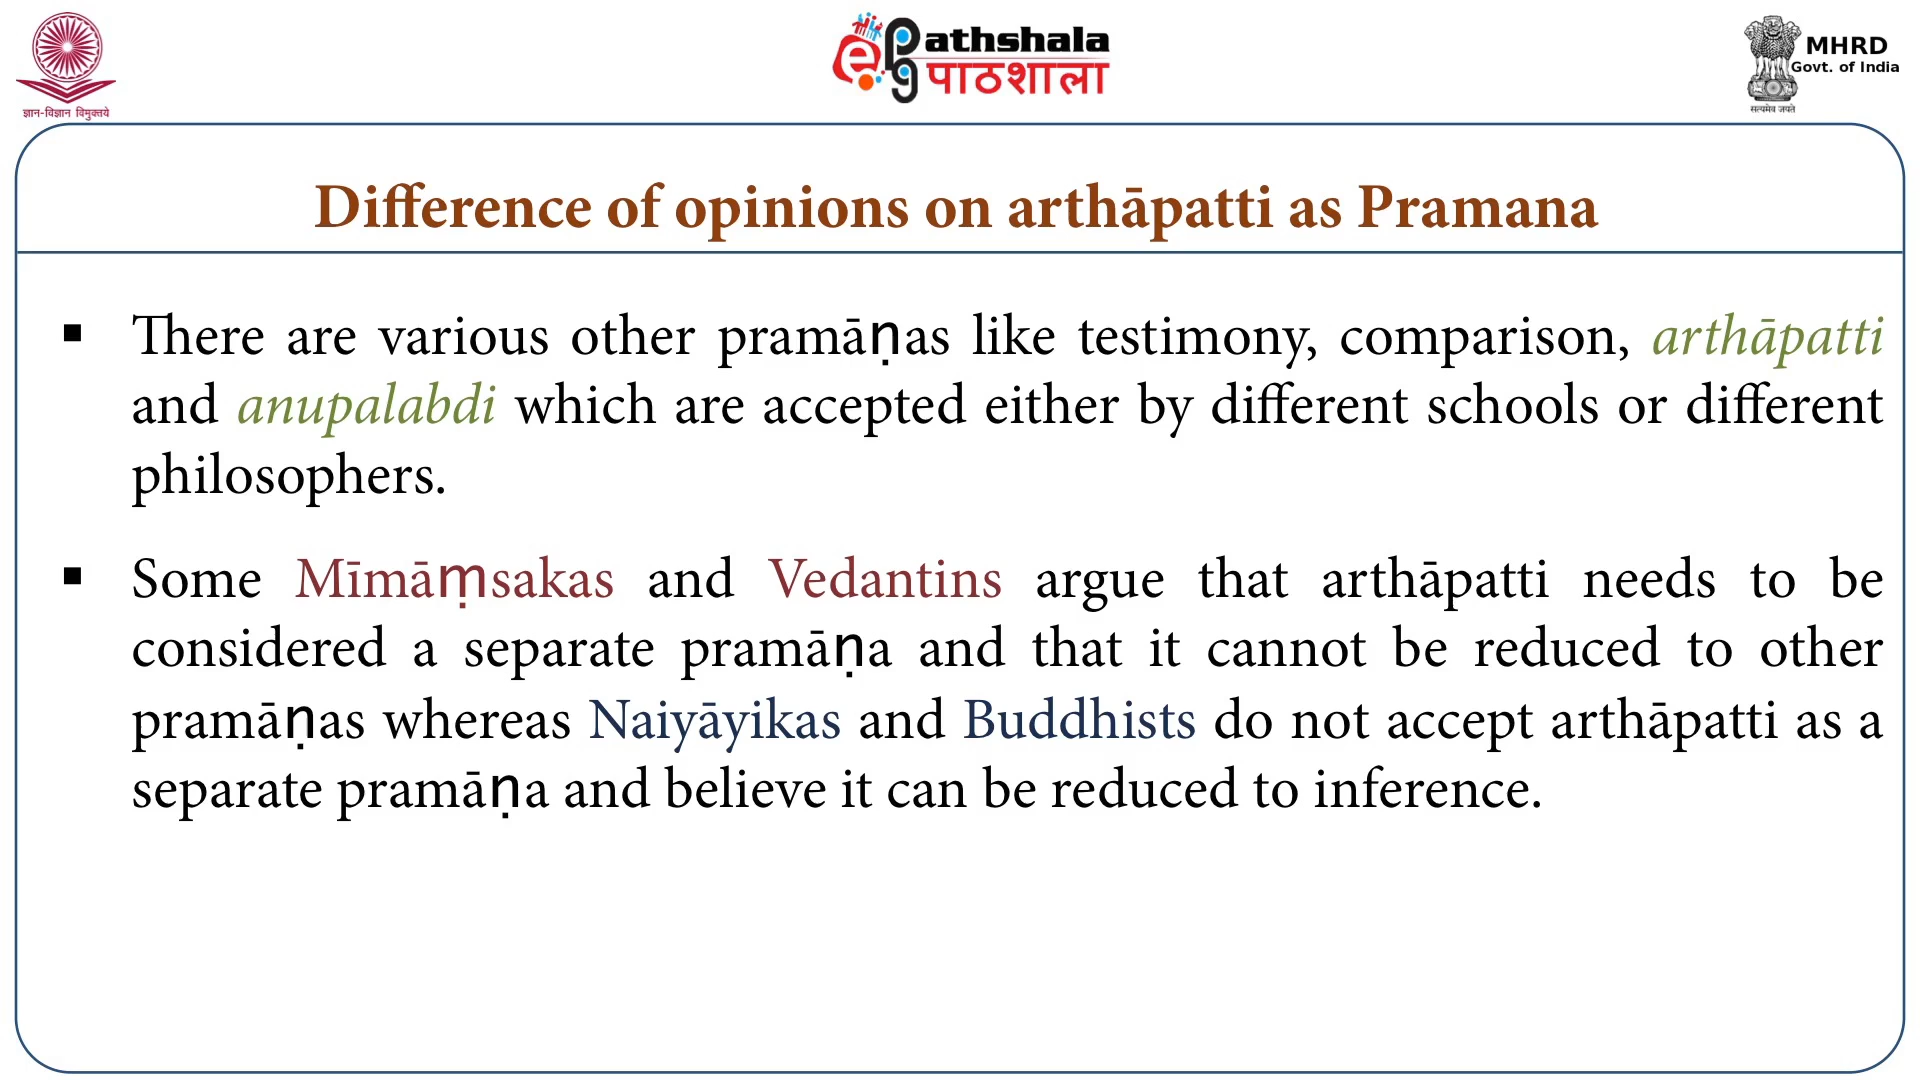 ज्ञान-विज्ञान विमुक्तये
e pg Pathshala
पाठशाला
MHRD
Govt. of India
सत्यमेव जयते
Difference of opinions on arthāpatti as Pramana
▪ There are various other pramāṇas like testimony, comparison, arthāpatti
and anupalabdi which are accepted either by different schools or different
philosophers.
▪ Some Mīmāṃsakas and Vedantins argue that arthāpatti needs to be
considered a separate pramāṇa and that it cannot be reduced to other
pramāṇas whereas Naiyāyikas and Buddhists do not accept arthāpatti as a
separate pramāṇa and believe it can be reduced to inference.